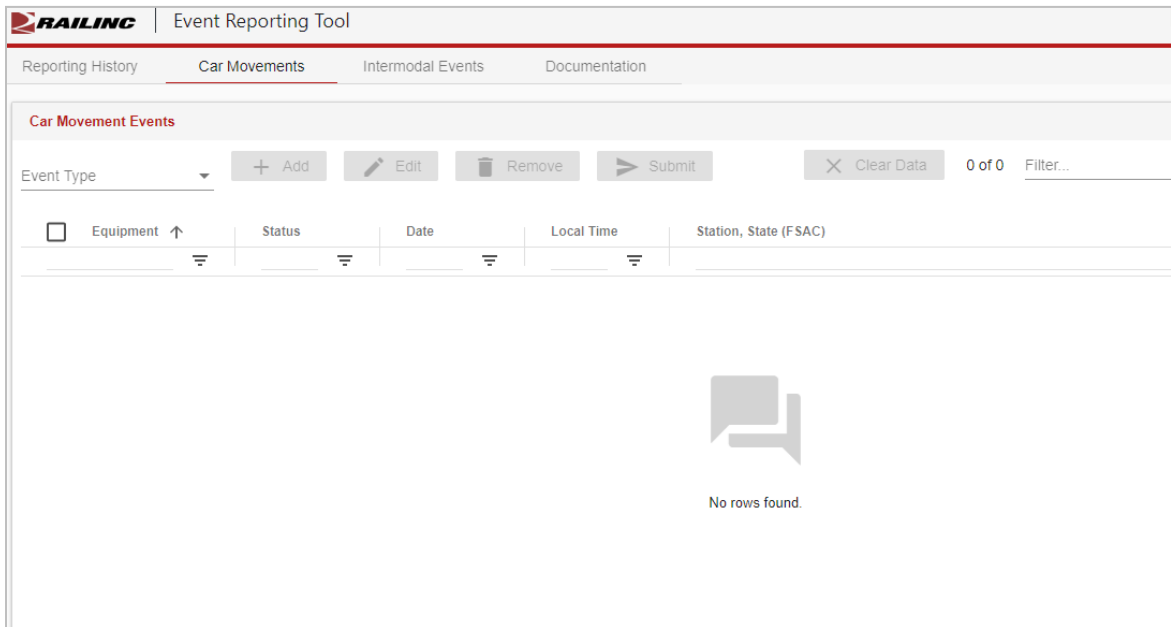 RAILINC Event Reporting Tool
Reporting History Car Movements Intermodal Events Documentation
Car Movement Events
Event Type Add Edit Remove Submit Clear Data 0 of 0 Filter...
Equipment Status Date Local Time Station, State (FSAC)
No rows found.